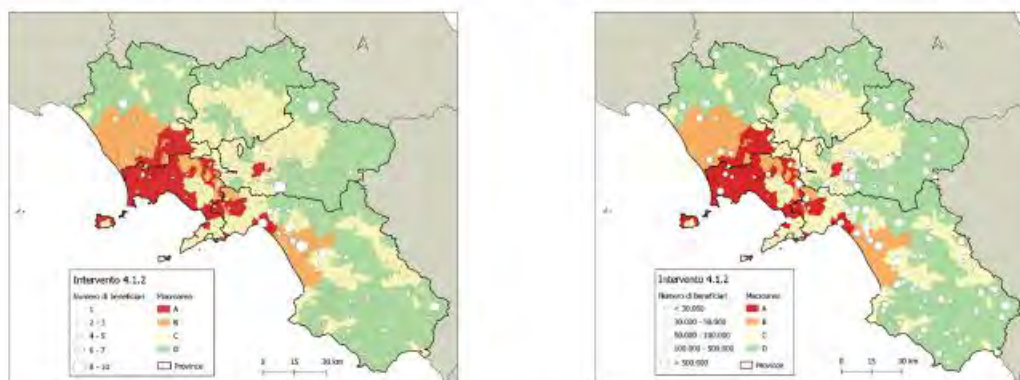 Intervento 4.1.2
Numero di beneficiari Macroarea
1 A
2 - 3 B
4 - 5 C
6 - 7 D
8 - 10 Province
0 15 30 km
Intervento 4.1.2
Numero di beneficiari Macroarea
< 30.000 A
30.000 - 50.000 B
50.000 - 100.000 C
100.000 - 500.000 D
> 500.000 Province
0 15 30 km